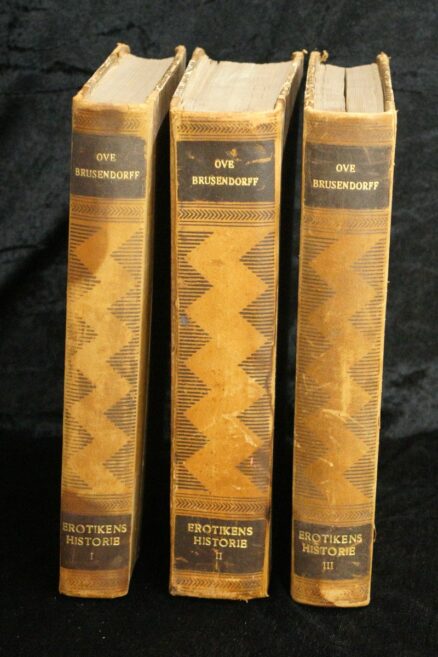 OVE
BRUSENDORFF
EROTIKENS
HISTORIE
I
OVE
BRUSENDORFF
EROTIKENS
HISTORIE
II
OVE
BRUSENDORFF
EROTIKENS
HISTORIE
III